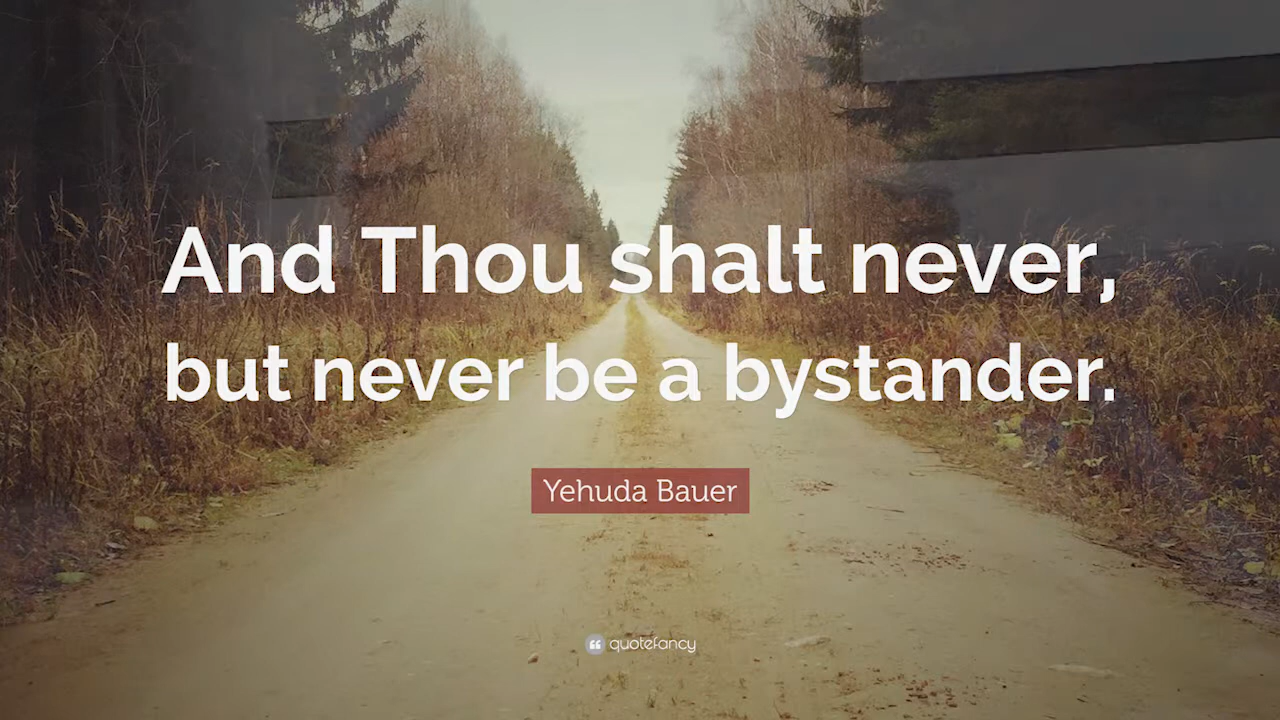 And Thou shalt never,
but never be a bystander.
Yehuda Bauer
quotefancy